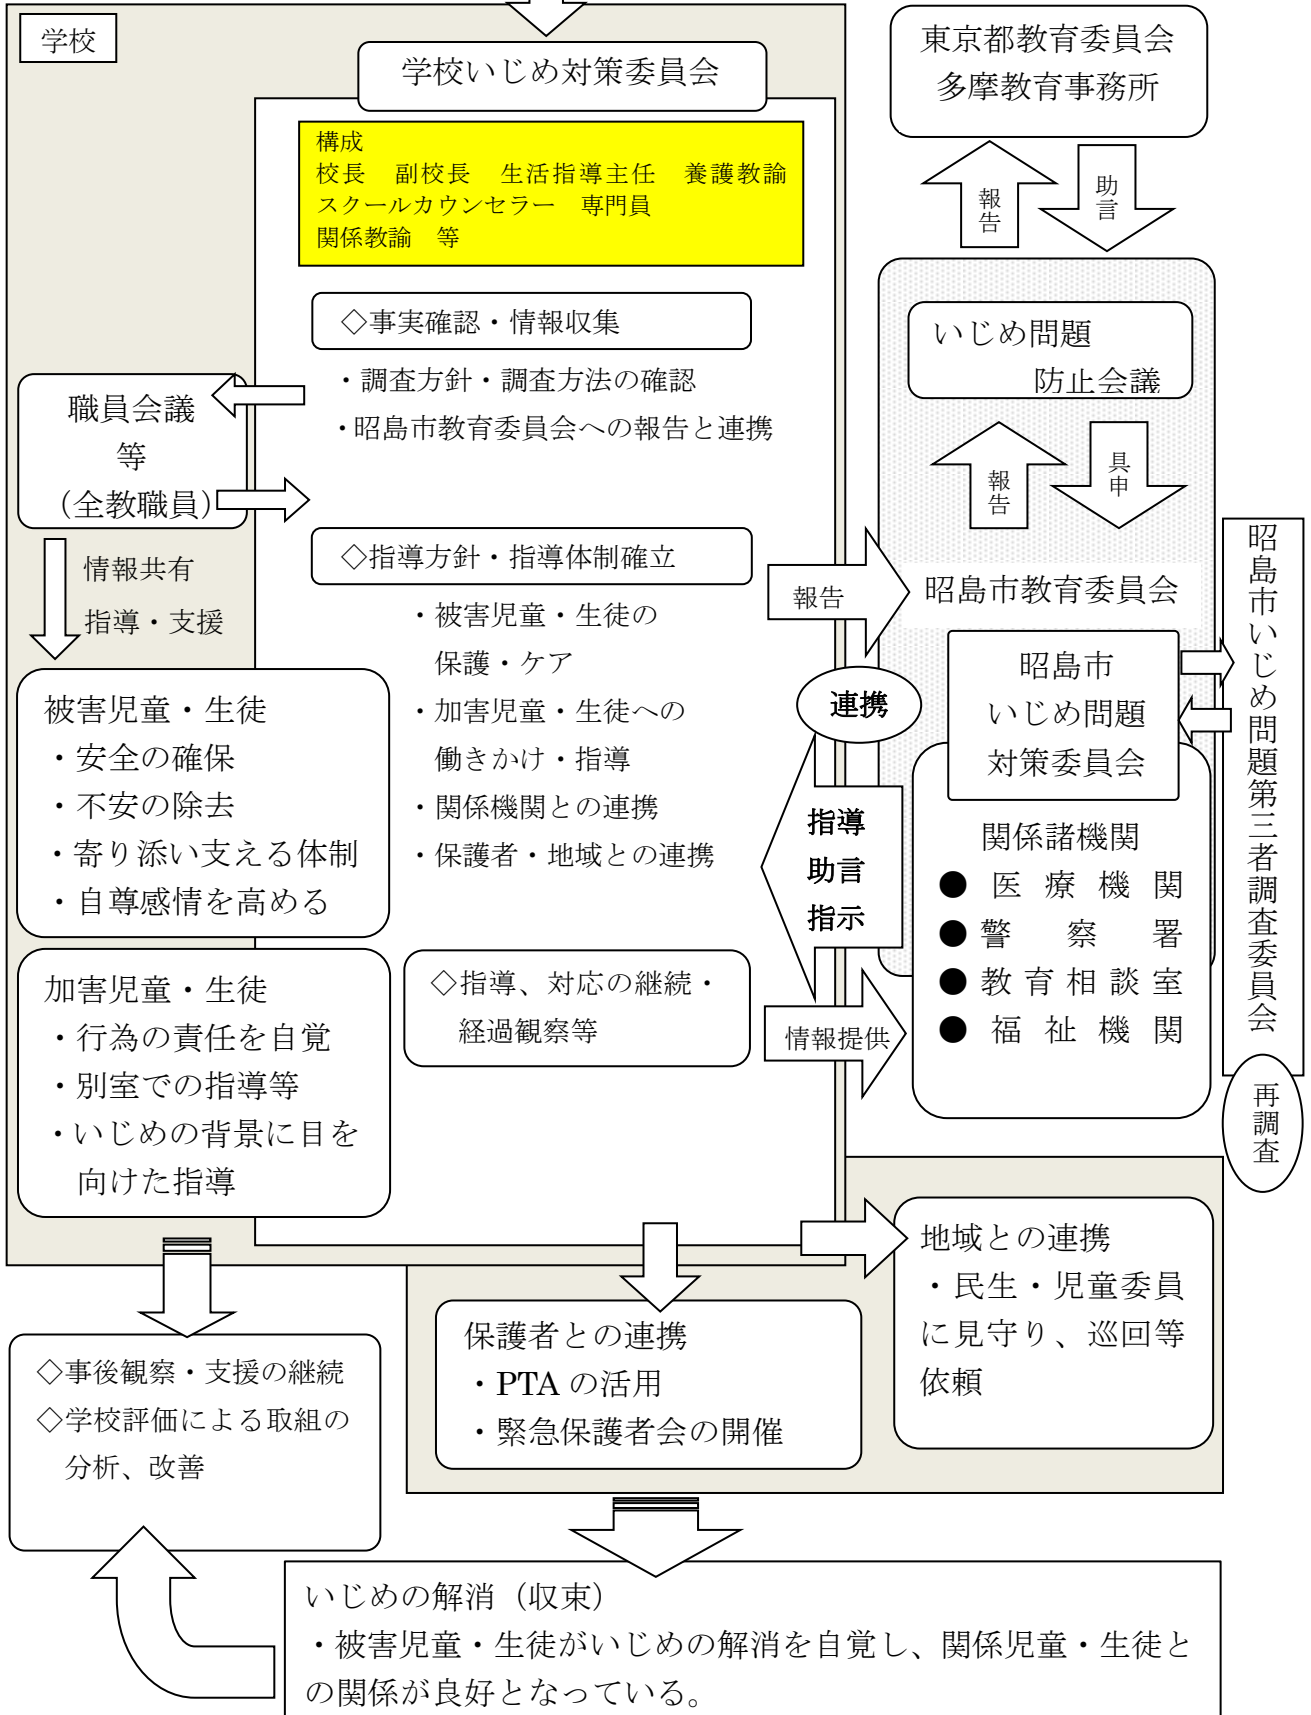 学校
学校いじめ対策委員会
構成
校長　副校長　生活指導主任　養護教諭
スクールカウンセラー　専門員
関係教諭　等
◇事実確認・情報収集
・調査方針・調査方法の確認
・昭島市教育委員会への報告と連携
職員会議
等
（全教職員）
情報共有
指導・支援
◇指導方針・指導体制確立
・被害児童・生徒の
保護・ケア
・加害児童・生徒への
働きかけ・指導
・関係機関との連携
・保護者・地域との連携
被害児童・生徒
・安全の確保
・不安の除去
・寄り添い支える体制
・自尊感情を高める
加害児童・生徒
・行為の責任を自覚
・別室での指導等
・いじめの背景に目を
向けた指導
◇指導、対応の継続・
経過観察等
東京都教育委員会
多摩教育事務所
報告
助言
いじめ問題
防止会議
報告
具申
報告
昭島市教育委員会
連携
昭島市
いじめ問題
対策委員会
指導
助言
指示
情報提供
関係諸機関
●医療機関
●警察署
●教育相談室
●福祉機関
昭島市いじめ問題第三者調査委員会
再調査
地域との連携
・民生・児童委員
に見守り、巡回等
依頼
保護者との連携
・PTA の活用
・緊急保護者会の開催
◇事後観察・支援の継続
◇学校評価による取組の
分析、改善
いじめの解消（収束）
・被害児童・生徒がいじめの解消を自覚し、関係児童・生徒と
の関係が良好となっている。